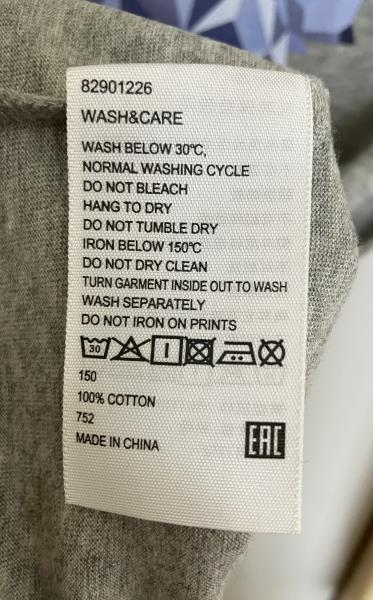 82901226
WASH&CARE
WASH BELOW 30℃,
NORMAL WASHING CYCLE
DO NOT BLEACH
HANG TO DRY
DO NOT TUMBLE DRY
IRON BELOW 150℃
DO NOT DRY CLEAN
TURN GARMENT INSIDE OUT TO WASH
WASH SEPARATELY
DO NOT IRON ON PRINTS
30
150
100% COTTON
752
MADE IN CHINA
EAC